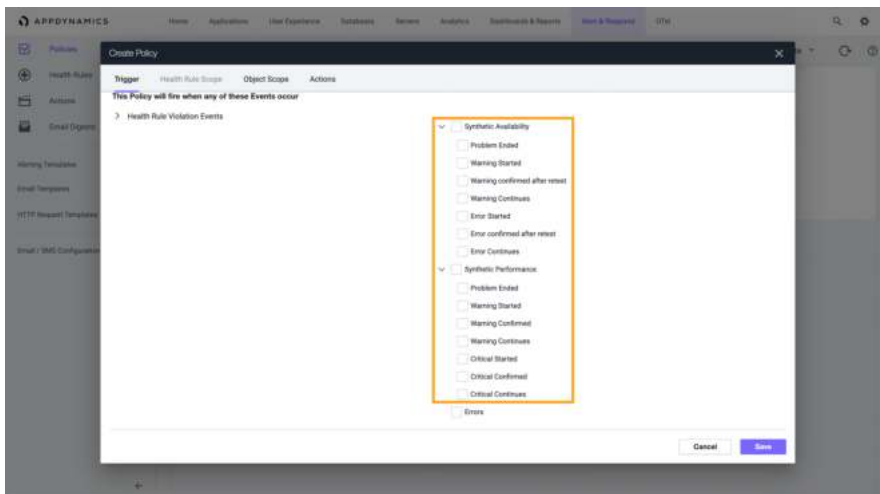 APPDYNAMICS
Home Applications User Experience Databases Servers Analytics Dashboards & Reports Alert & Respond OTel
Policies
Health Rules
Actions
Email Digests
Alerting Templates
Email Templates
HTTP Request Templates
Email / SMS Configuration
Create Policy
Trigger Health Rule Scope Object Scope Actions
This Policy will fire when any of these Events occur
Health Rule Violation Events
Synthetic Availability
Problem Ended
Warning Started
Warning confirmed after retest
Warning Continues
Error Started
Error confirmed after retest
Error Continues
Synthetic Performance
Problem Ended
Warning Started
Warning Confirmed
Warning Continues
Critical Started
Critical Confirmed
Critical Continues
Errors
Cancel Save